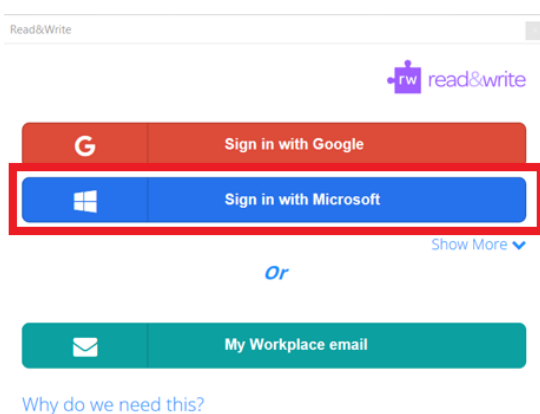 Read&Write
rw read&write
G Sign in with Google
Sign in with Microsoft
Show More
Or
My Workplace email
Why do we need this?